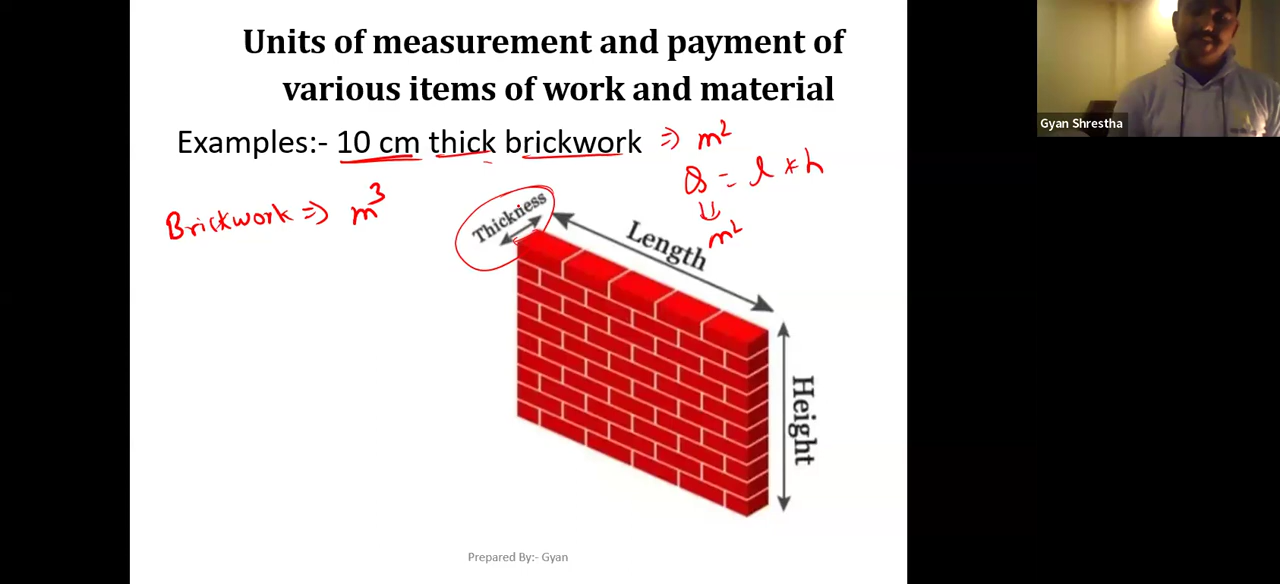 Units of measurement and payment of
various items of work and material
Examples:- 10 cm thick brickwork => m²
Q = l * h
m²
Brickwork => m³
Thickness
Length
Height
Prepared By:- Gyan
Gyan Shrestha